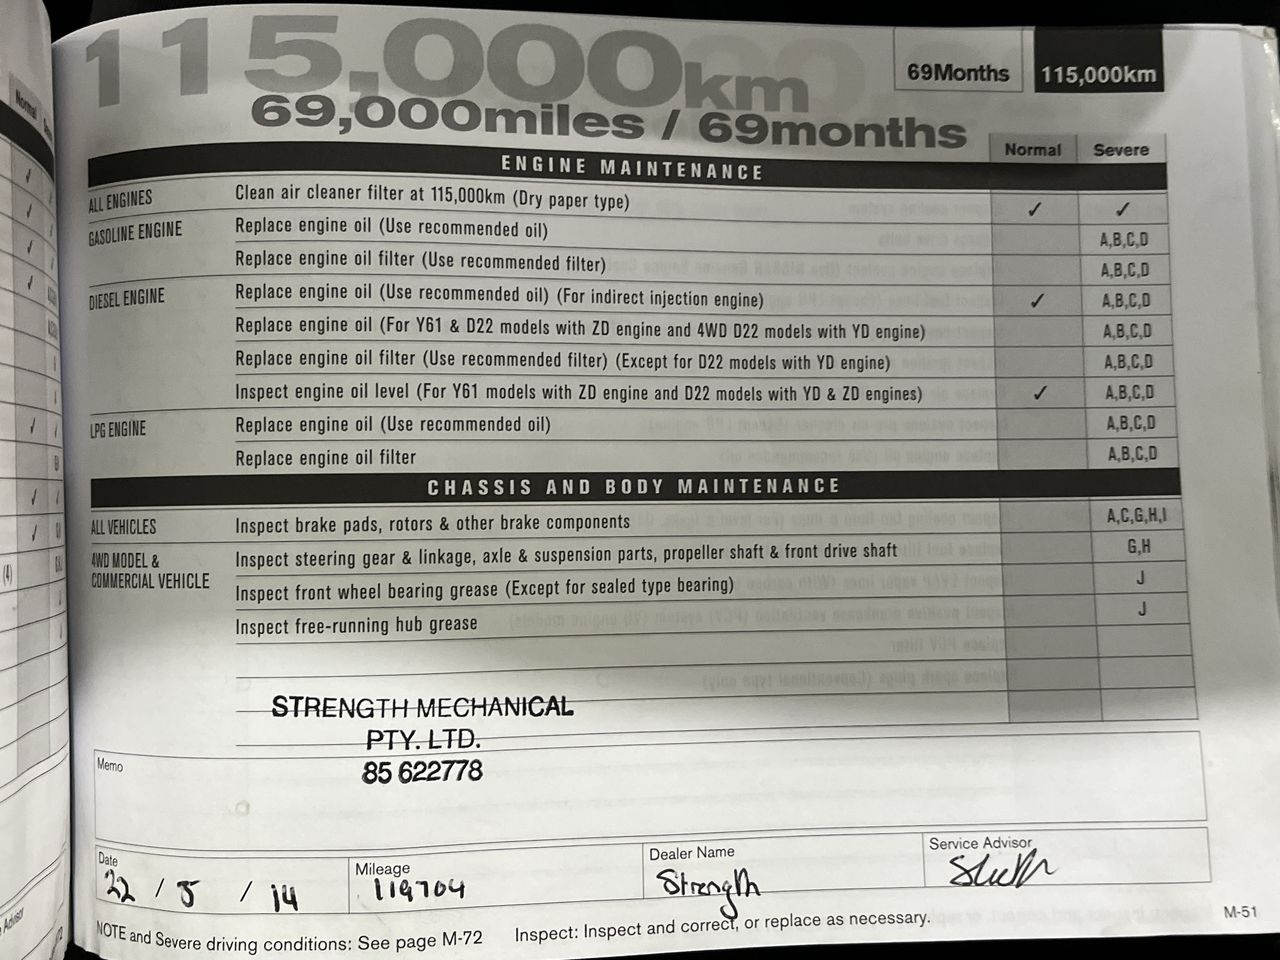 115,000km
69,000miles / 69months
69Months
115,000km
Normal
Severe
ENGINE MAINTENANCE
ALL ENGINES Clean air cleaner filter at 115,000km (Dry paper type) ✓ ✓
GASOLINE ENGINE Replace engine oil (Use recommended oil) A,B,C,D
Replace engine oil filter (Use recommended filter) A,B,C,D
DIESEL ENGINE Replace engine oil (Use recommended oil) (For indirect injection engine) ✓ A,B,C,D
Replace engine oil (For Y61 & D22 models with ZD engine and 4WD D22 models with YD engine) A,B,C,D
Replace engine oil filter (Use recommended filter) (Except for D22 models with YD engine) A,B,C,D
Inspect engine oil level (For Y61 models with ZD engine and D22 models with YD & ZD engines) ✓ A,B,C,D
LPG ENGINE Replace engine oil (Use recommended oil) A,B,C,D
Replace engine oil filter A,B,C,D
CHASSIS AND BODY MAINTENANCE
ALL VEHICLES Inspect brake pads, rotors & other brake components A,C,G,H,I
4WD MODEL & COMMERCIAL VEHICLE Inspect steering gear & linkage, axle & suspension parts, propeller shaft & front drive shaft G,H
Inspect front wheel bearing grease (Except for sealed type bearing) J
Inspect free-running hub grease J
STRENGTH MECHANICAL
PTY. LTD.
85 622778
Memo
Date
22 / 5 / 14
Mileage
119704
Dealer Name
Strength
Service Advisor
NOTE and Severe driving conditions: See page M-72
Inspect: Inspect and correct, or replace as necessary.
M-51